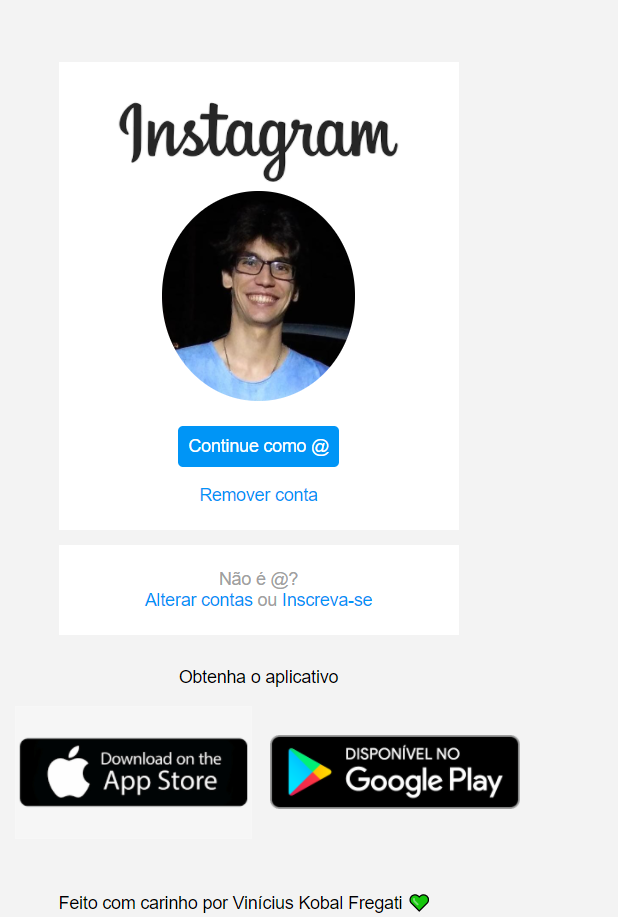 Instagram
Continue como @
Remover conta
Não é @?
Alterar contas ou Inscreva-se
Obtenha o aplicativo
Download on the
App Store
DISPONÍVEL NO
Google Play
Feito com carinho por Vinícius Kobal Fregati 💚